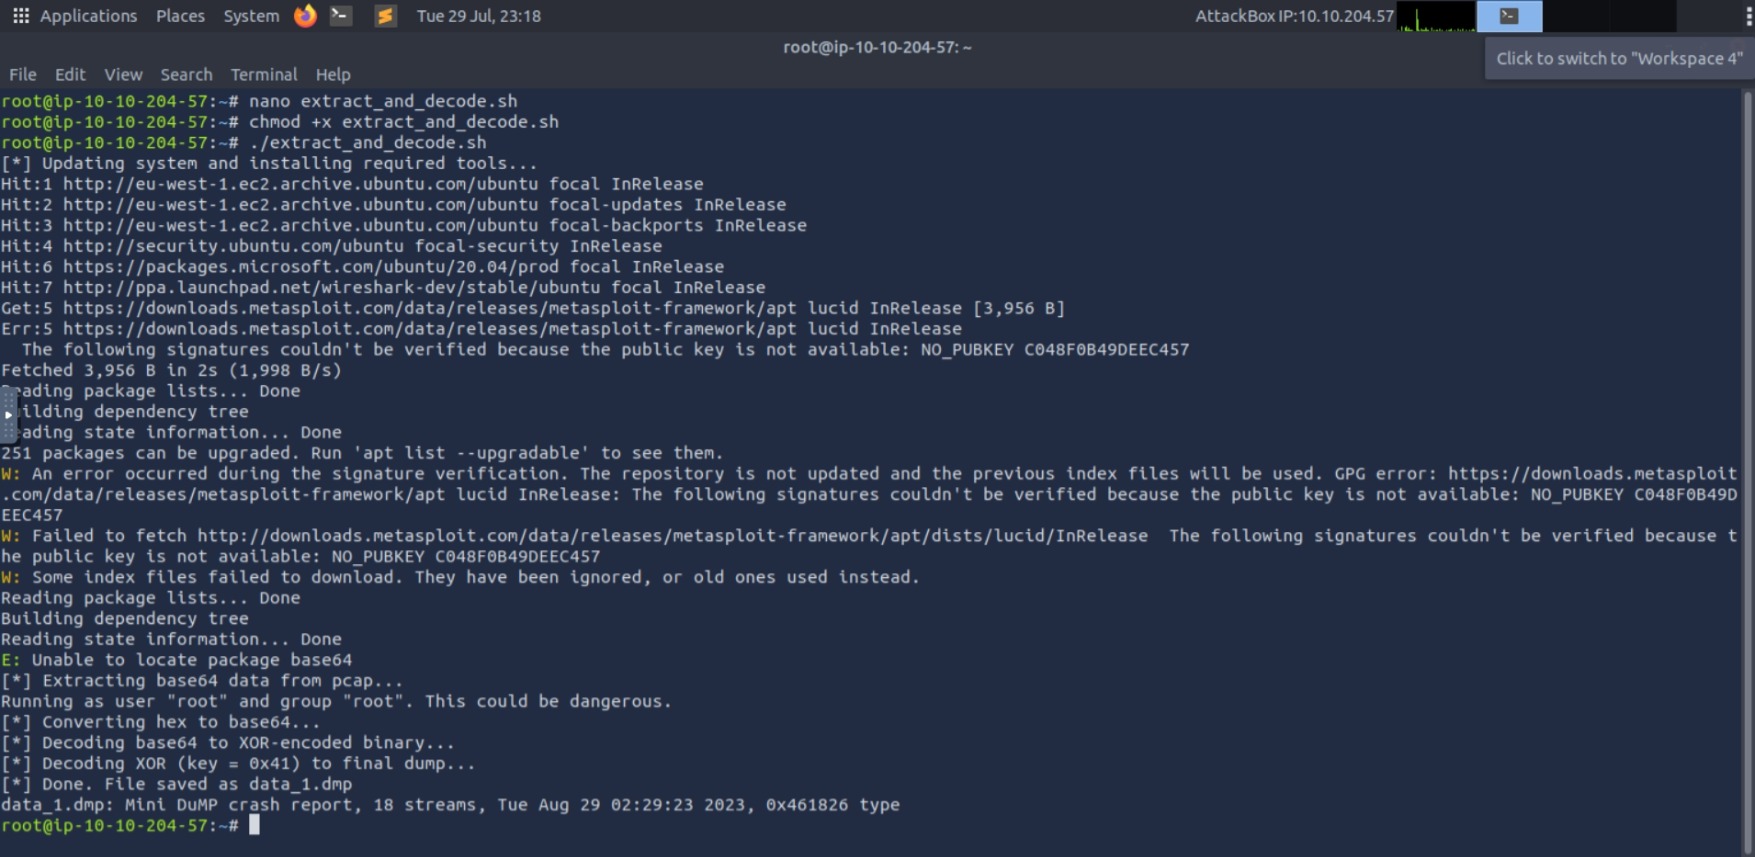 Applications Places System Tue 29 Jul, 23:18 AttackBox IP:10.10.204.57
root@ip-10-10-204-57: ~
Click to switch to "Workspace 4"
File Edit View Search Terminal Help
root@ip-10-10-204-57:~# nano extract_and_decode.sh
root@ip-10-10-204-57:~# chmod +x extract_and_decode.sh
root@ip-10-10-204-57:~# ./extract_and_decode.sh
[*] Updating system and installing required tools...
Hit:1 http://eu-west-1.ec2.archive.ubuntu.com/ubuntu focal InRelease
Hit:2 http://eu-west-1.ec2.archive.ubuntu.com/ubuntu focal-updates InRelease
Hit:3 http://eu-west-1.ec2.archive.ubuntu.com/ubuntu focal-backports InRelease
Hit:4 http://security.ubuntu.com/ubuntu focal-security InRelease
Hit:6 https://packages.microsoft.com/ubuntu/20.04/prod focal InRelease
Hit:7 http://ppa.launchpad.net/wireshark-dev/stable/ubuntu focal InRelease
Get:5 https://downloads.metasploit.com/data/releases/metasploit-framework/apt lucid InRelease [3,956 B]
Err:5 https://downloads.metasploit.com/data/releases/metasploit-framework/apt lucid InRelease
The following signatures couldn't be verified because the public key is not available: NO_PUBKEY C048F0B49DEEC457
Fetched 3,956 B in 2s (1,998 B/s)
eading package lists... Done
ilding dependency tree
eading state information... Done
251 packages can be upgraded. Run 'apt list --upgradable' to see them.
W: An error occurred during the signature verification. The repository is not updated and the previous index files will be used. GPG error: https://downloads.metasploit
.com/data/releases/metasploit-framework/apt lucid InRelease: The following signatures couldn't be verified because the public key is not available: NO_PUBKEY C048F0B49D
EEC457
W: Failed to fetch http://downloads.metasploit.com/data/releases/metasploit-framework/apt/dists/lucid/InRelease  The following signatures couldn't be verified because t
he public key is not available: NO_PUBKEY C048F0B49DEEC457
W: Some index files failed to download. They have been ignored, or old ones used instead.
Reading package lists... Done
Building dependency tree
Reading state information... Done
E: Unable to locate package base64
[*] Extracting base64 data from pcap...
Running as user "root" and group "root". This could be dangerous.
[*] Converting hex to base64...
[*] Decoding base64 to XOR-encoded binary...
[*] Decoding XOR (key = 0x41) to final dump...
[*] Done. File saved as data_1.dmp
data_1.dmp: Mini DuMP crash report, 18 streams, Tue Aug 29 02:29:23 2023, 0x461826 type
root@ip-10-10-204-57:~#